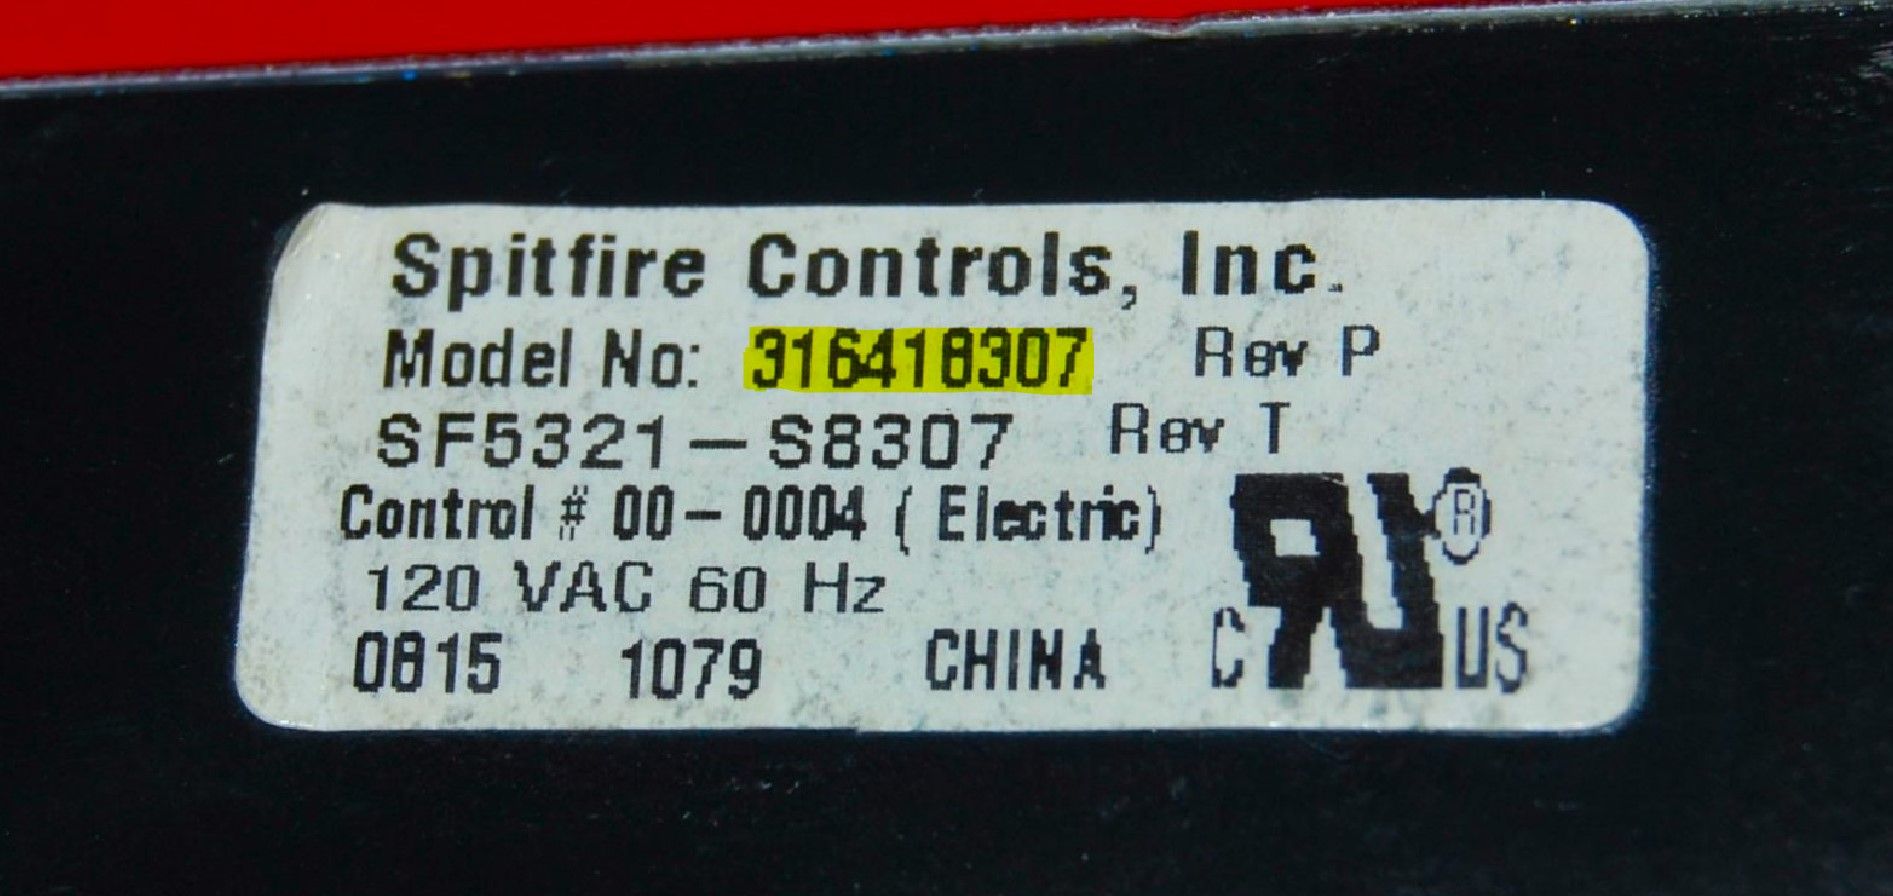 Spitfire Controls, Inc.
Model No: 316418307 Rev P
SF5321-S8307 Rev T
Control # 00-0004 (Electric)
120 VAC 60 Hz
0815 1079 CHINA
C RU US ®